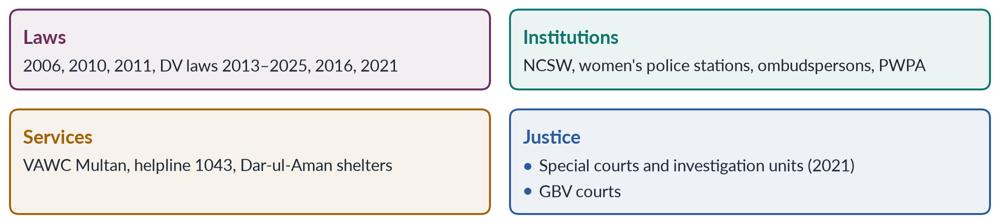 Laws
2006, 2010, 2011, DV laws 2013–2025, 2016, 2021
Institutions
NCSW, women's police stations, ombudspersons, PWPA
Services
VAWC Multan, helpline 1043, Dar-ul-Aman shelters
Justice
• Special courts and investigation units (2021)
• GBV courts